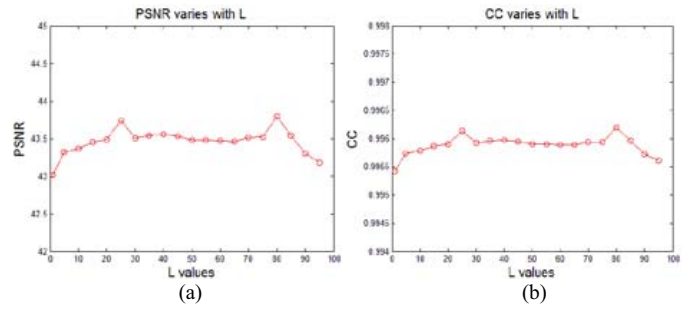 PSNR varies with L
45
44.5
44
43.5
43
42.5
42
PSNR
0 10 20 30 40 50 60 70 80 90 100
L values
(a)
CC varies with L
0.998
0.9975
0.997
0.9965
0.996
0.9955
0.995
0.9945
0.994
CC
0 10 20 30 40 50 60 70 80 90 100
L values
(b)